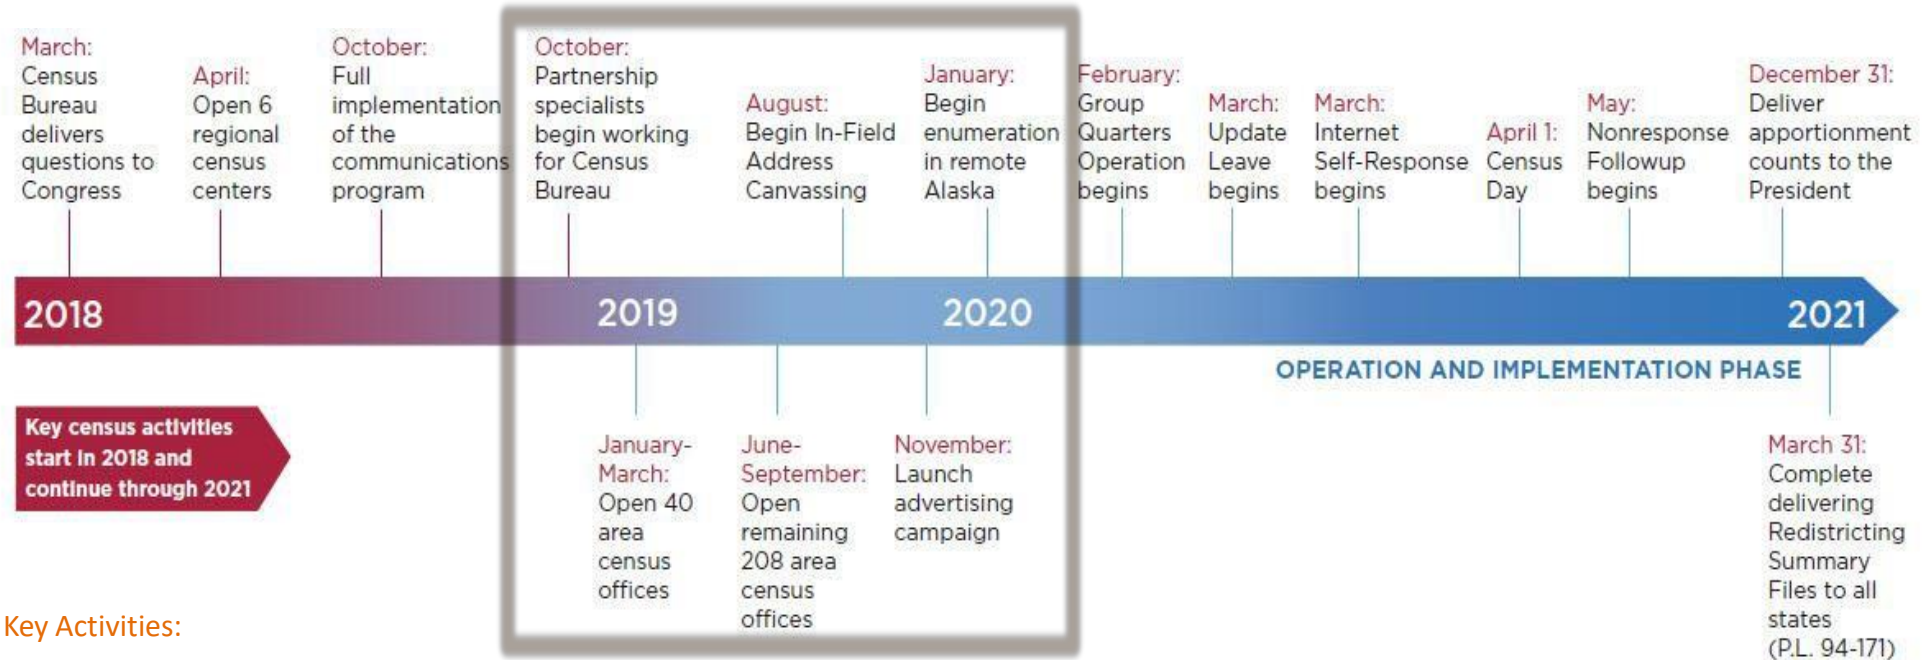 March:
Census
Bureau
delivers
questions to
Congress
April:
Open 6
regional
census
centers
October:
Full
implementation
of the
communications
program
October:
Partnership
specialists
begin working
for Census
Bureau
August:
Begin In-Field
Address
Canvassing
January:
Begin
enumeration
in remote
Alaska
February:
Group
Quarters
Operation
begins
March:
Update
Leave
begins
March:
Internet
Self-Response
begins
April 1:
Census
Day
May:
Nonresponse
Followup
begins
December 31:
Deliver
apportionment
counts to the
President
2018
2019
2020
2021
OPERATION AND IMPLEMENTATION PHASE
Key census activities
start in 2018 and
continue through 2021
January-
March:
Open 40
area
census
offices
June-
September:
Open
remaining
208 area
census
offices
November:
Launch
advertising
campaign
March 31:
Complete
delivering
Redistricting
Summary
Files to all
states
(P.L. 94-171)
Key Activities: